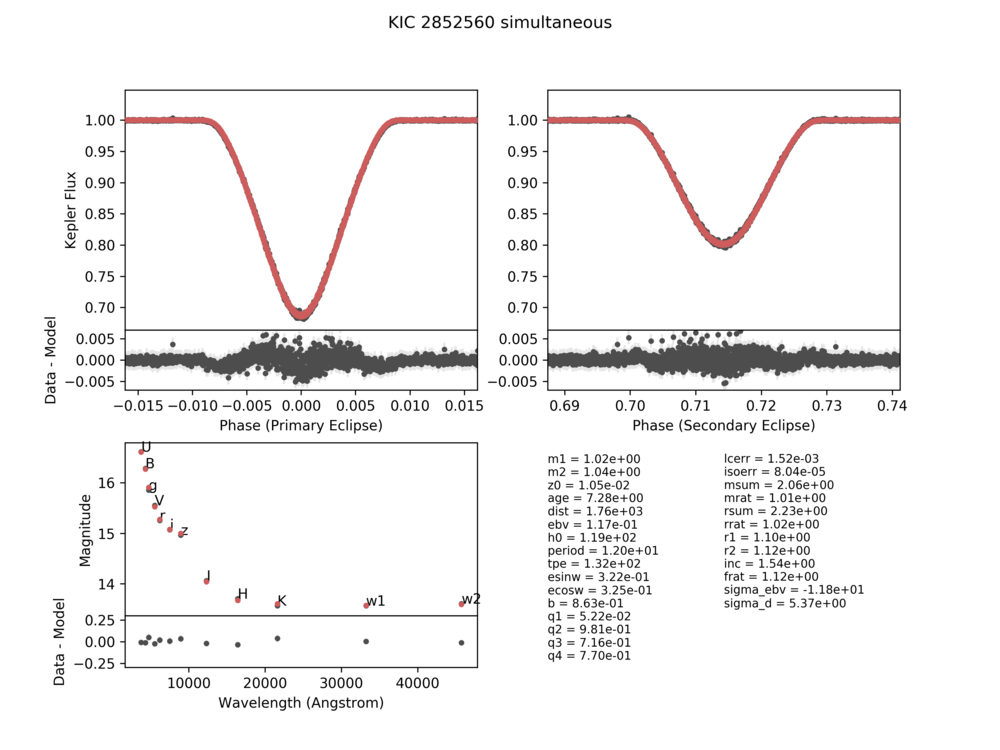 KIC 2852560 simultaneous
1.00
0.95
0.90
0.85
0.80
0.75
0.70
Kepler Flux
0.005
0.000
−0.005
Data - Model
−0.015 −0.010 −0.005 0.000 0.005 0.010 0.015
Phase (Primary Eclipse)
1.00
0.95
0.90
0.85
0.80
0.75
0.70
0.005
0.000
−0.005
0.69 0.70 0.71 0.72 0.73 0.74
Phase (Secondary Eclipse)
U
B
g
V
r
i
z
J
H
K
w1
w2
16
15
14
Magnitude
0.25
0.00
−0.25
Data - Model
10000 20000 30000 40000
Wavelength (Angstrom)
m1 = 1.02e+00
m2 = 1.04e+00
z0 = 1.05e-02
age = 7.28e+00
dist = 1.76e+03
ebv = 1.17e-01
h0 = 1.19e+02
period = 1.20e+01
tpe = 1.32e+02
esinw = 3.22e-01
ecosw = 3.25e-01
b = 8.63e-01
q1 = 5.22e-02
q2 = 9.81e-01
q3 = 7.16e-01
q4 = 7.70e-01
lcerr = 1.52e-03
isoerr = 8.04e-05
msum = 2.06e+00
mrat = 1.01e+00
rsum = 2.23e+00
rrat = 1.02e+00
r1 = 1.10e+00
r2 = 1.12e+00
inc = 1.54e+00
frat = 1.12e+00
sigma_ebv = -1.18e+01
sigma_d = 5.37e+00